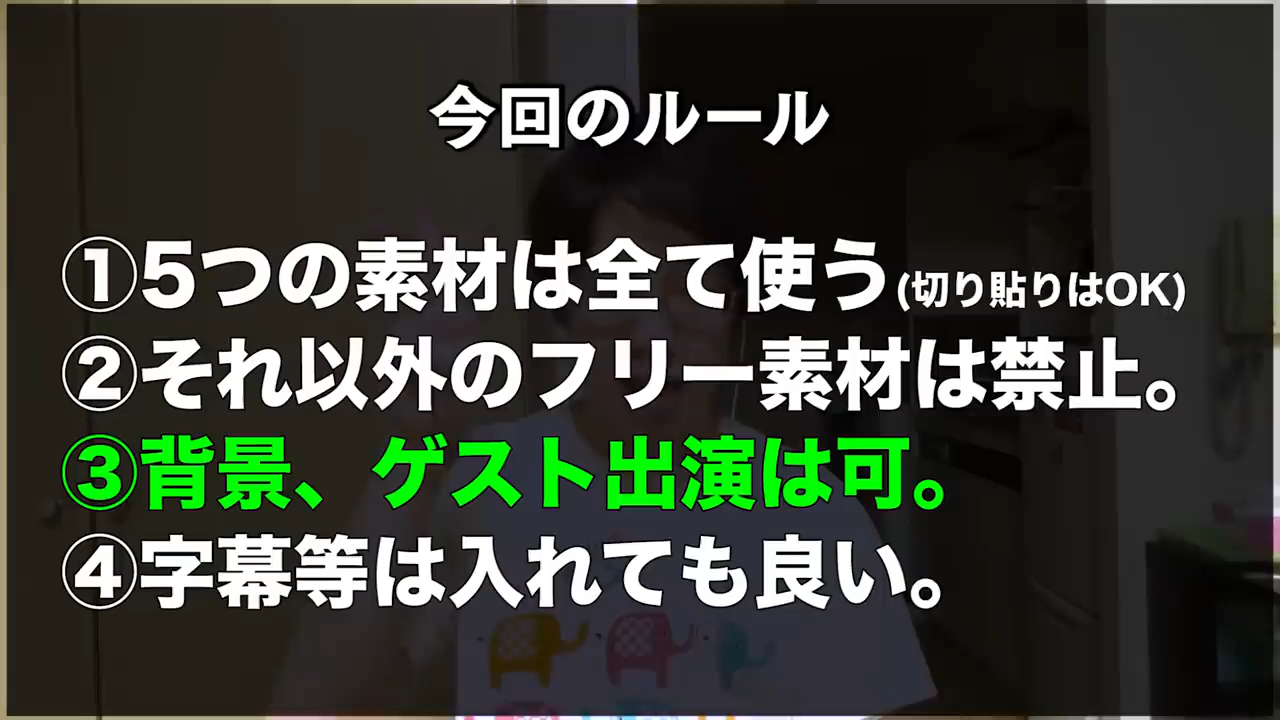 今回のルール
①5つの素材は全て使う(切り貼りはOK)
②それ以外のフリー素材は禁止。
③背景、ゲスト出演は可。
④字幕等は入れても良い。